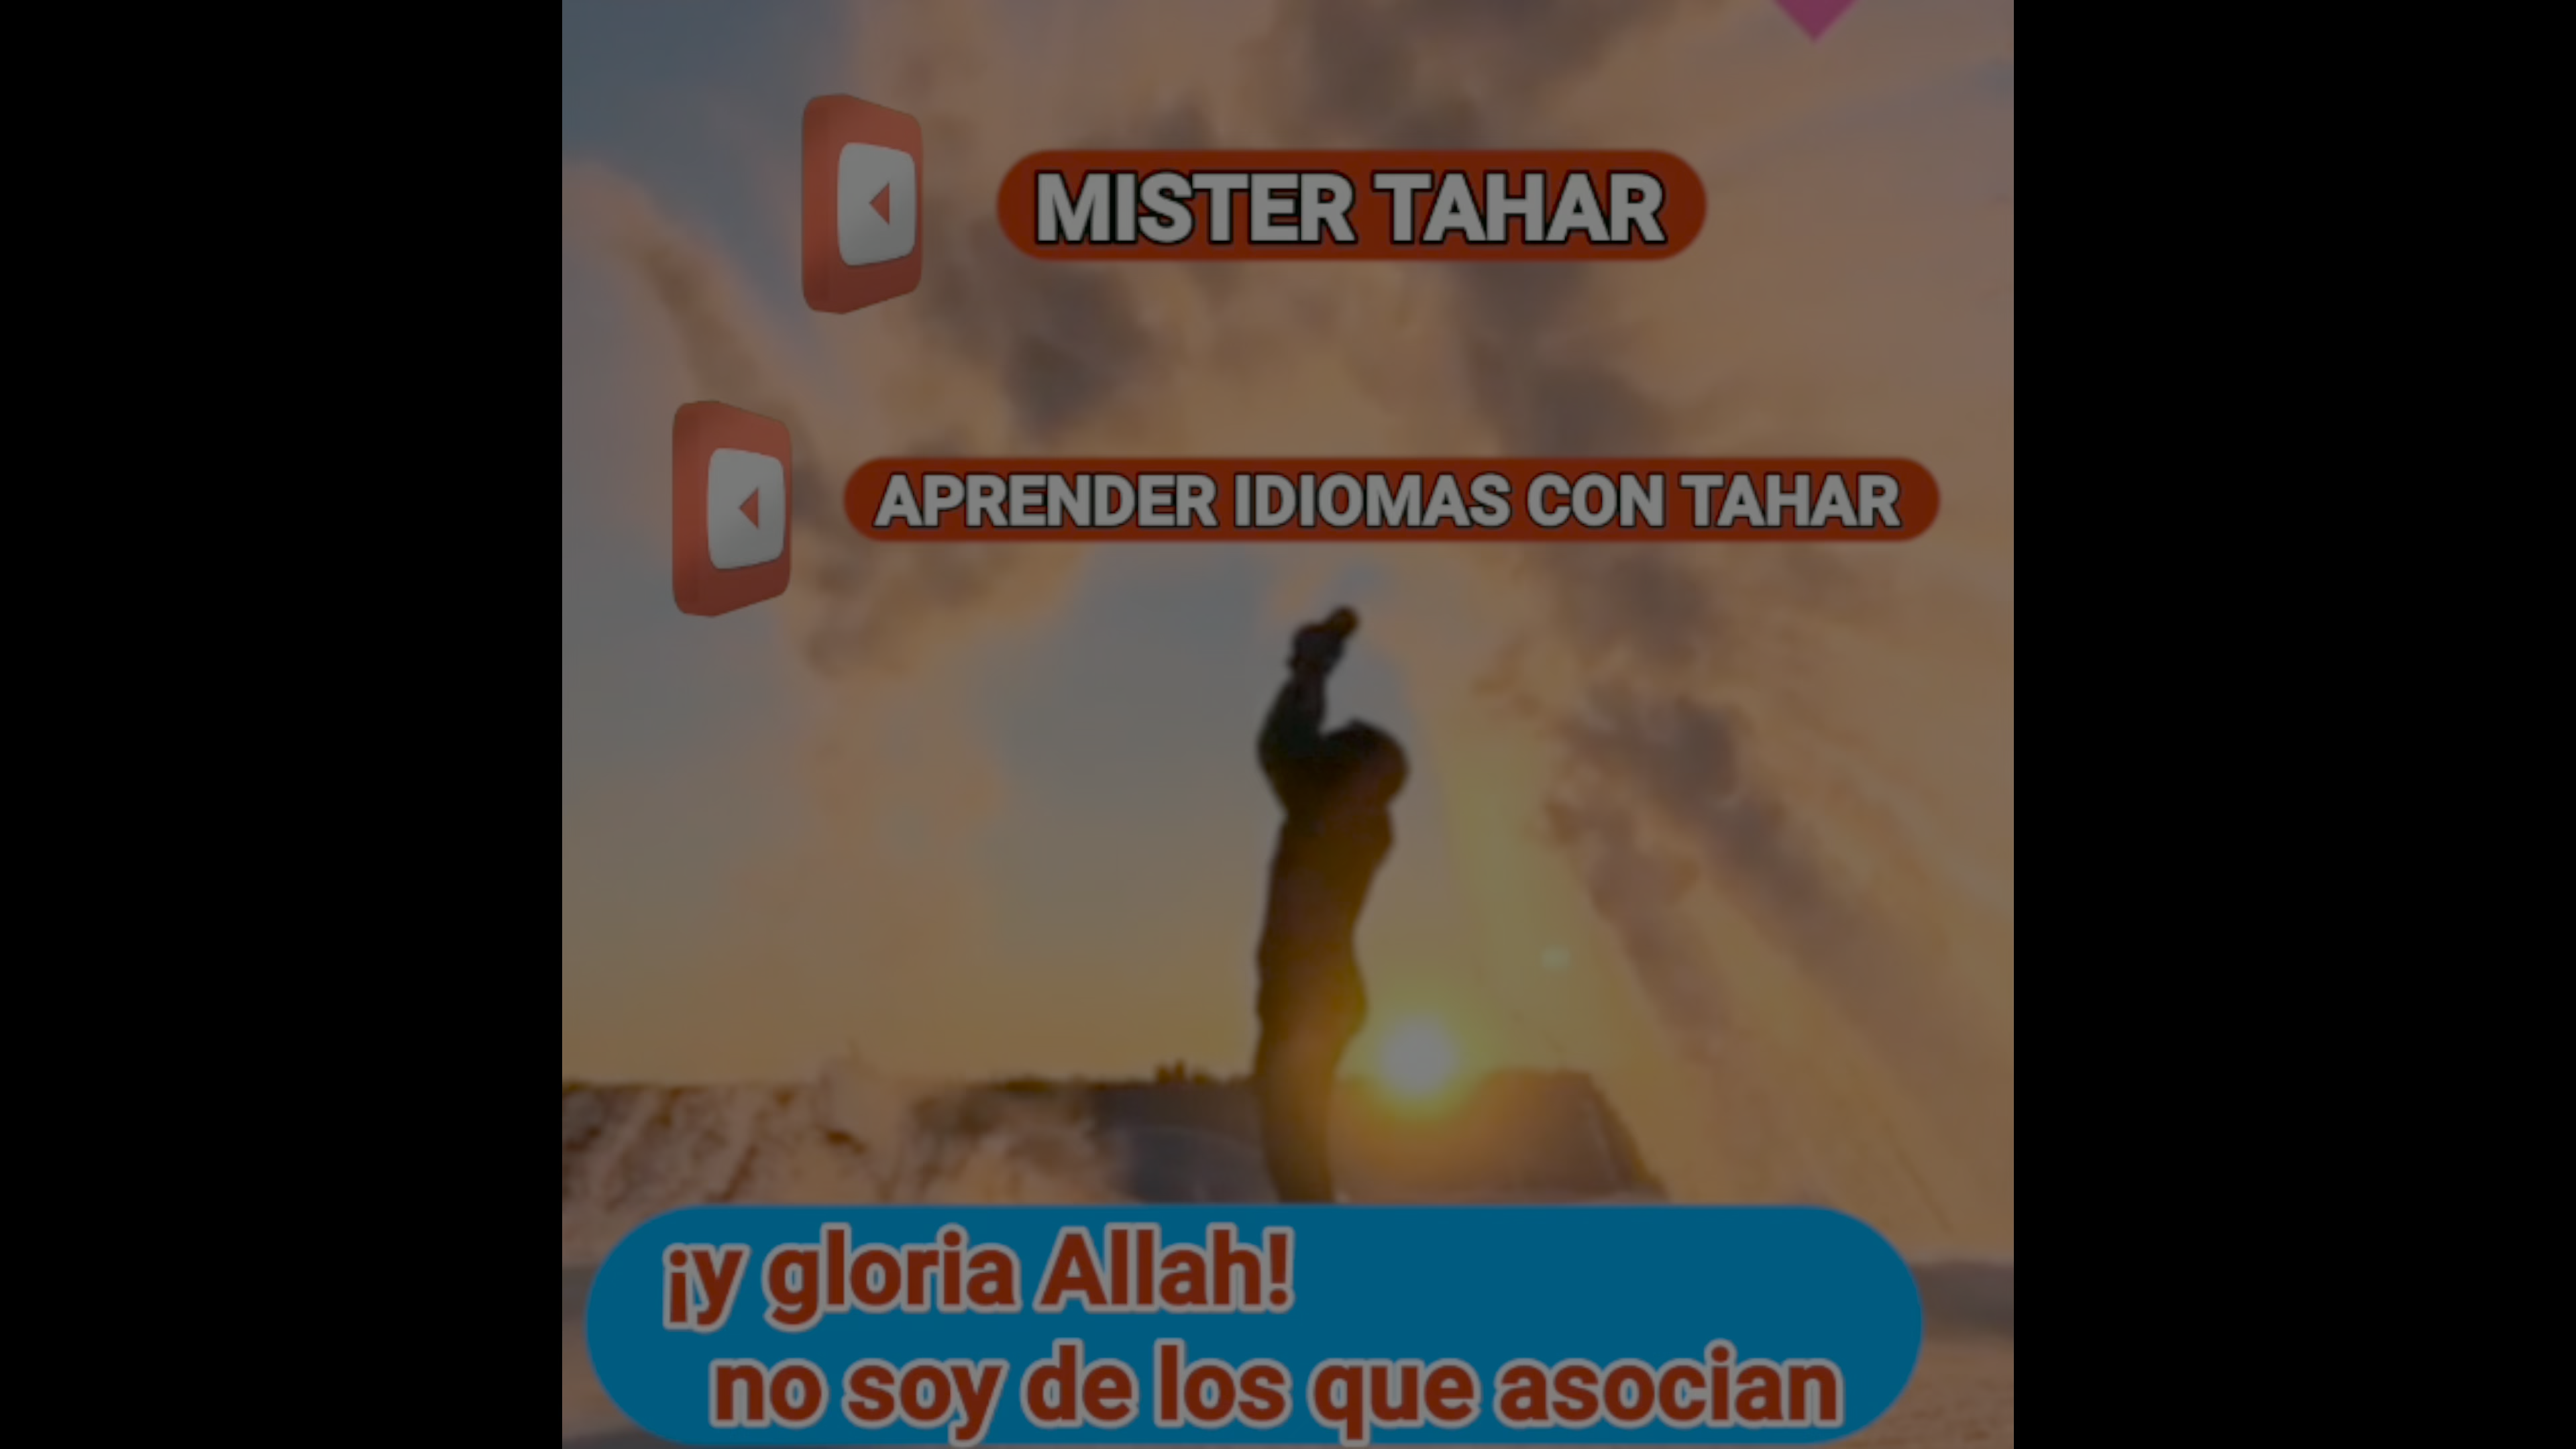 MISTER TAHAR
APRENDER IDIOMAS CON TAHAR
¡y gloria Allah!
no soy de los que asocian